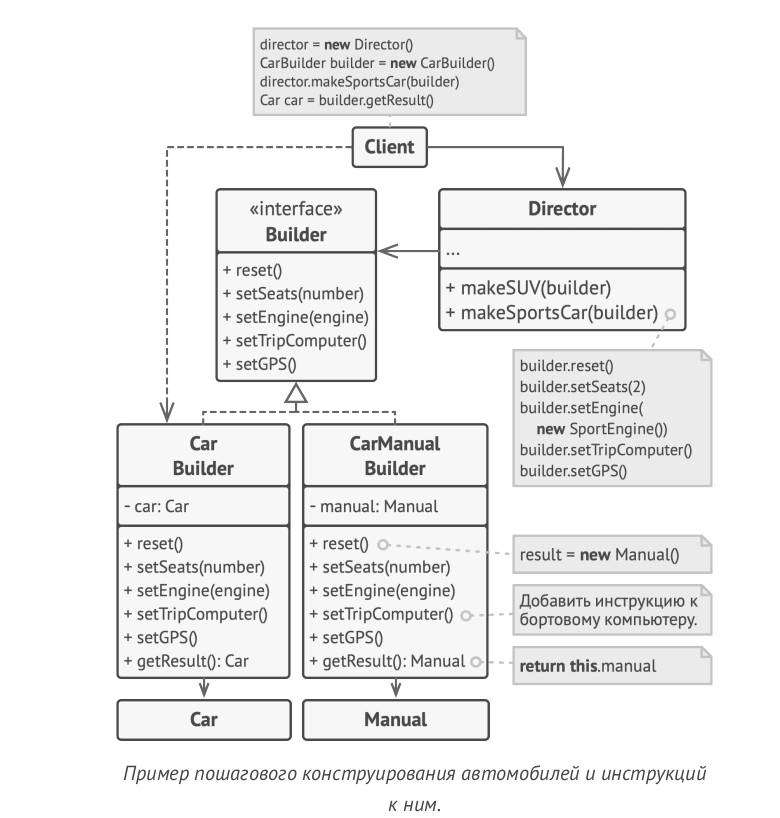 director = new Director()
CarBuilder builder = new CarBuilder()
director.makeSportsCar(builder)
Car car = builder.getResult()
Client
«interface»
Builder
+ reset()
+ setSeats(number)
+ setEngine(engine)
+ setTripComputer()
+ setGPS()
Director
...
+ makeSUV(builder)
+ makeSportsCar(builder)
builder.reset()
builder.setSeats(2)
builder.setEngine(
new SportEngine())
builder.setTripComputer()
builder.setGPS()
Car
Builder
- car: Car
+ reset()
+ setSeats(number)
+ setEngine(engine)
+ setTripComputer()
+ setGPS()
+ getResult(): Car
CarManual
Builder
- manual: Manual
+ reset()
+ setSeats(number)
+ setEngine(engine)
+ setTripComputer()
+ setGPS()
+ getResult(): Manual
result = new Manual()
Добавить инструкцию к
бортовому компьютеру.
return this.manual
Car
Manual
Пример пошагового конструирования автомобилей и инструкций
к ним.